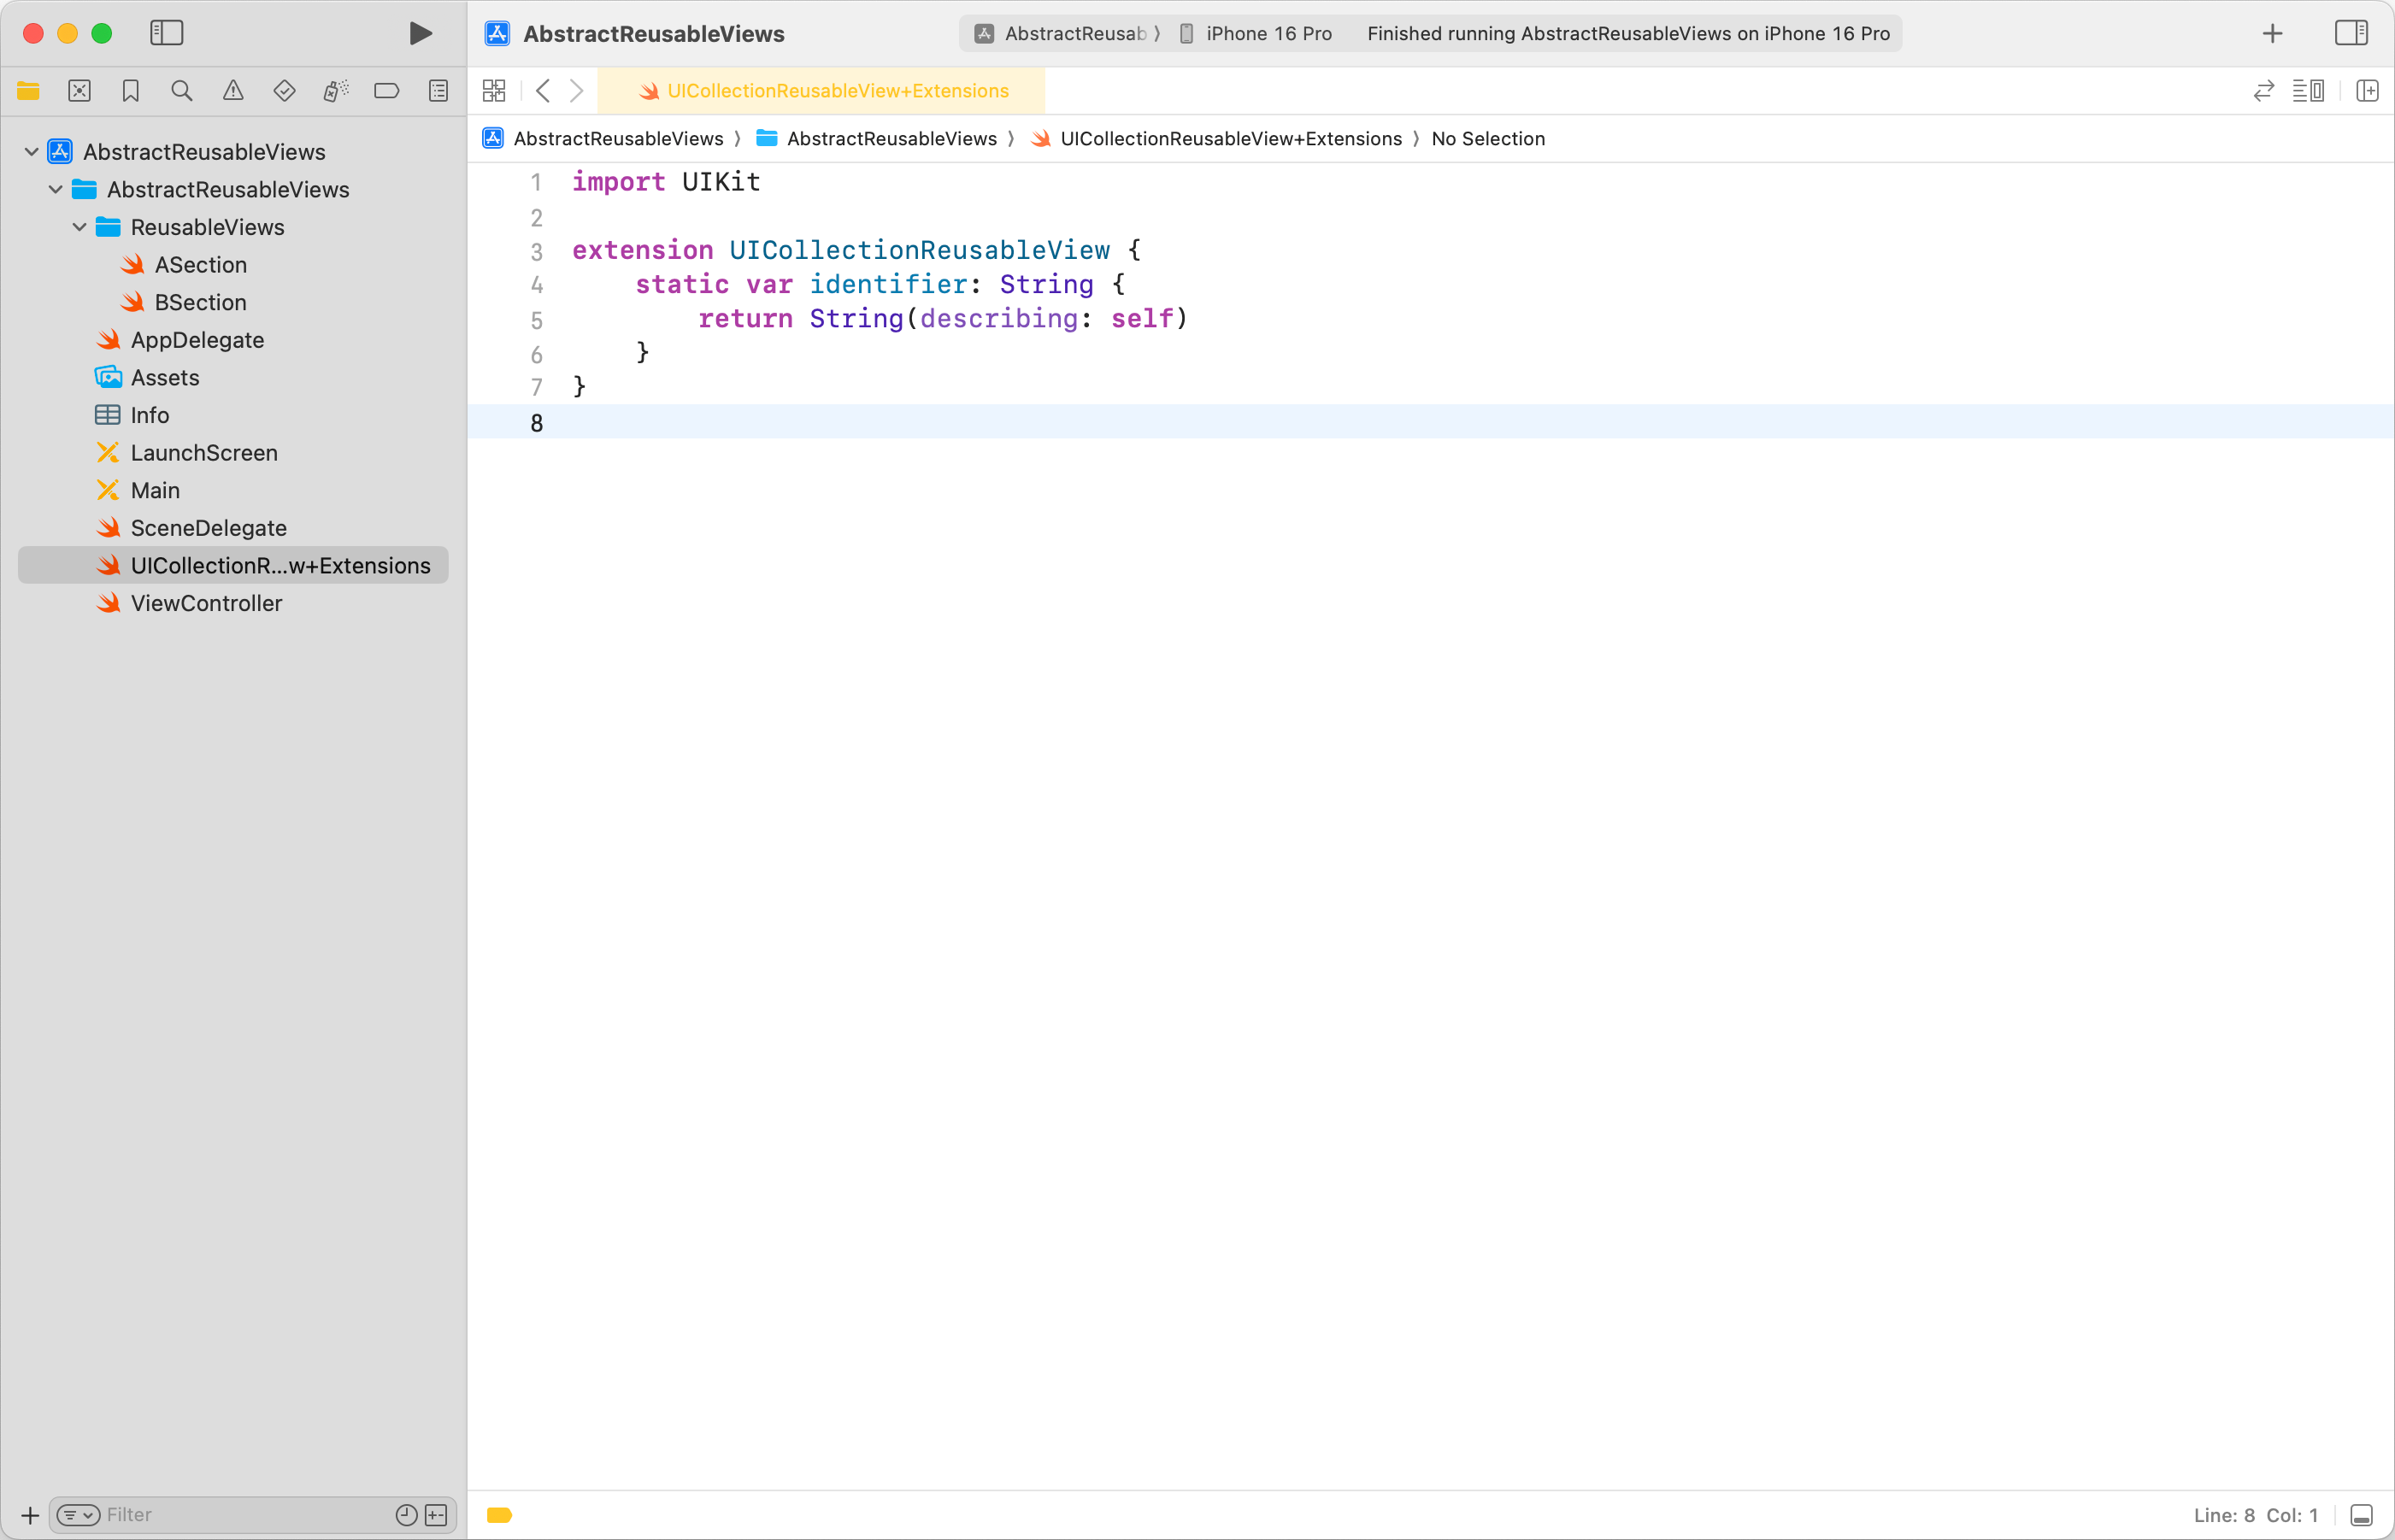 AbstractReusableViews
AbstractReusab
iPhone 16 Pro
Finished running AbstractReusableViews on iPhone 16 Pro
UICollectionReusableView+Extensions
AbstractReusableViews 〉 AbstractReusableViews 〉 UICollectionReusableView+Extensions 〉 No Selection
AbstractReusableViews
AbstractReusableViews
ReusableViews
ASection
BSection
AppDelegate
Assets
Info
LaunchScreen
Main
SceneDelegate
UICollectionR...w+Extensions
ViewController
1 import UIKit
2
3 extension UICollectionReusableView {
4     static var identifier: String {
5         return String(describing: self)
6     }
7 }
8
Filter
Line: 8 Col: 1